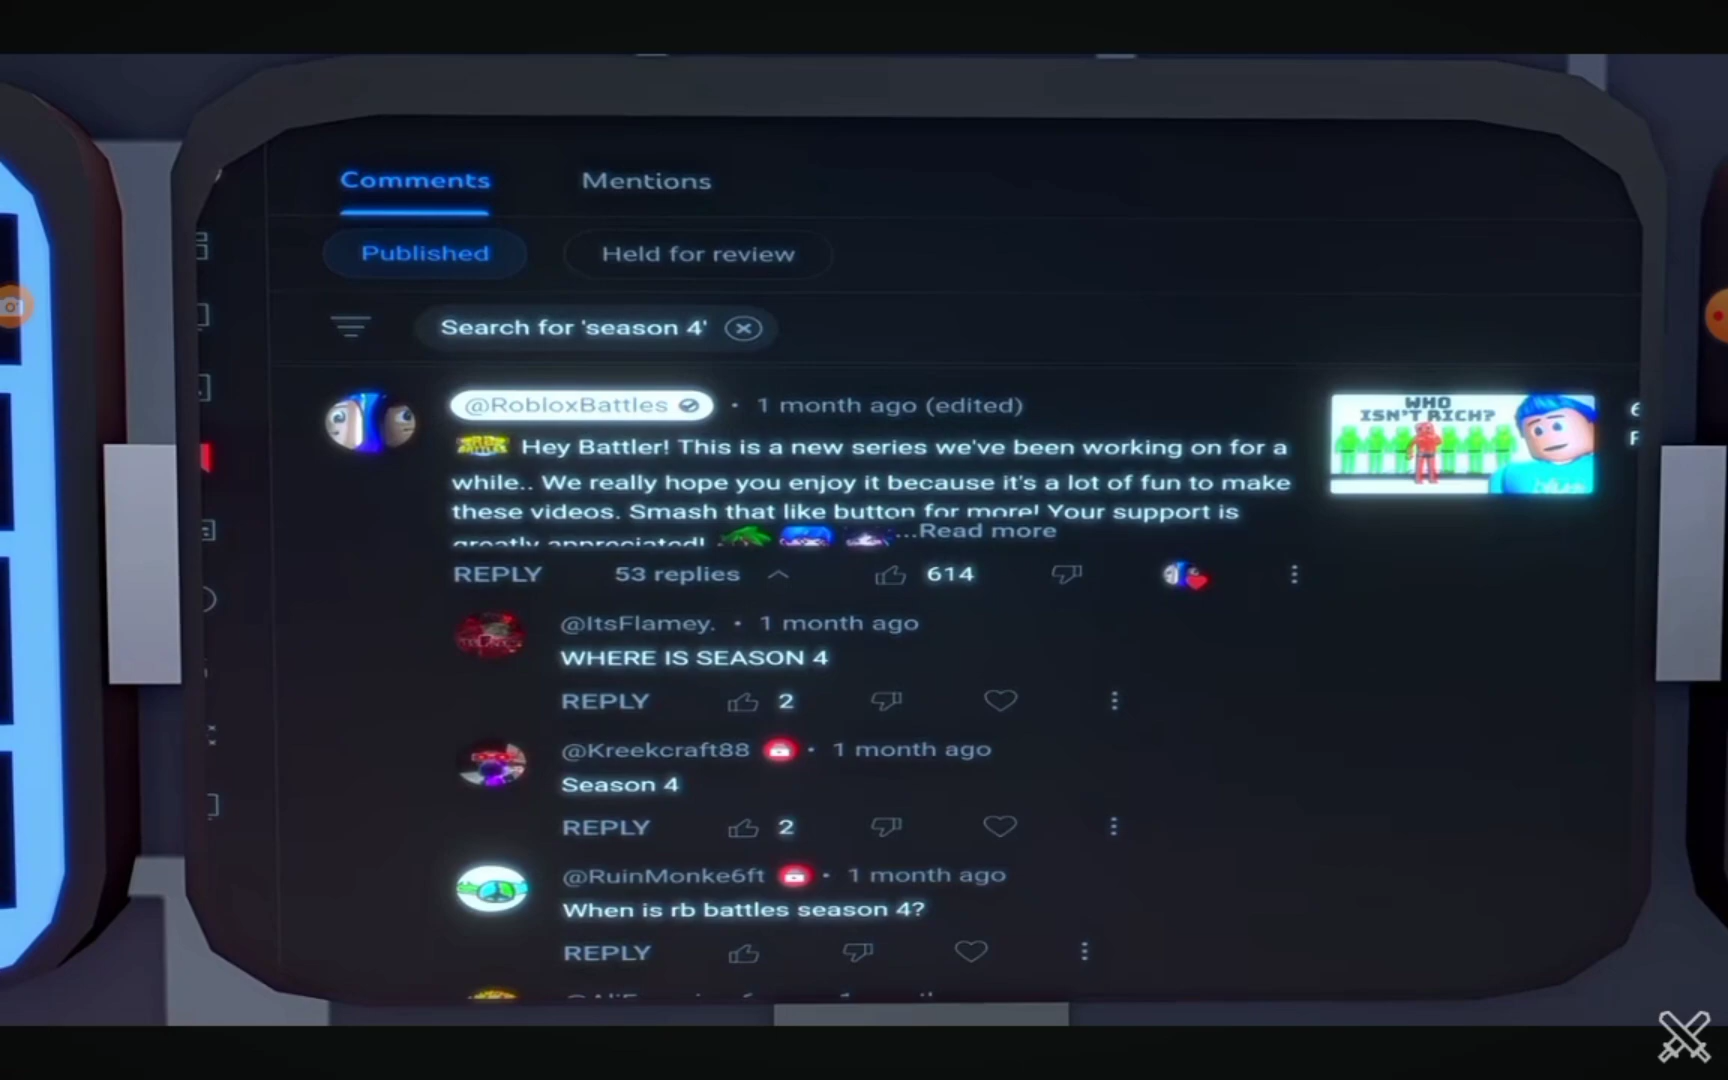 Comments Mentions
Published Held for review
Search for 'season 4'
@RobloxBattles • 1 month ago (edited)
Hey Battler! This is a new series we've been working on for a
while.. We really hope you enjoy it because it's a lot of fun to make
these videos. Smash that like button for more! Your support is
greatly appreciated! ...Read more
WHO
ISN'T RICH?
REPLY 53 replies 614
@ItsFlamey. • 1 month ago
WHERE IS SEASON 4
REPLY 2
@Kreekcraft88 • 1 month ago
Season 4
REPLY 2
@RuinMonke6ft • 1 month ago
When is rb battles season 4?
REPLY